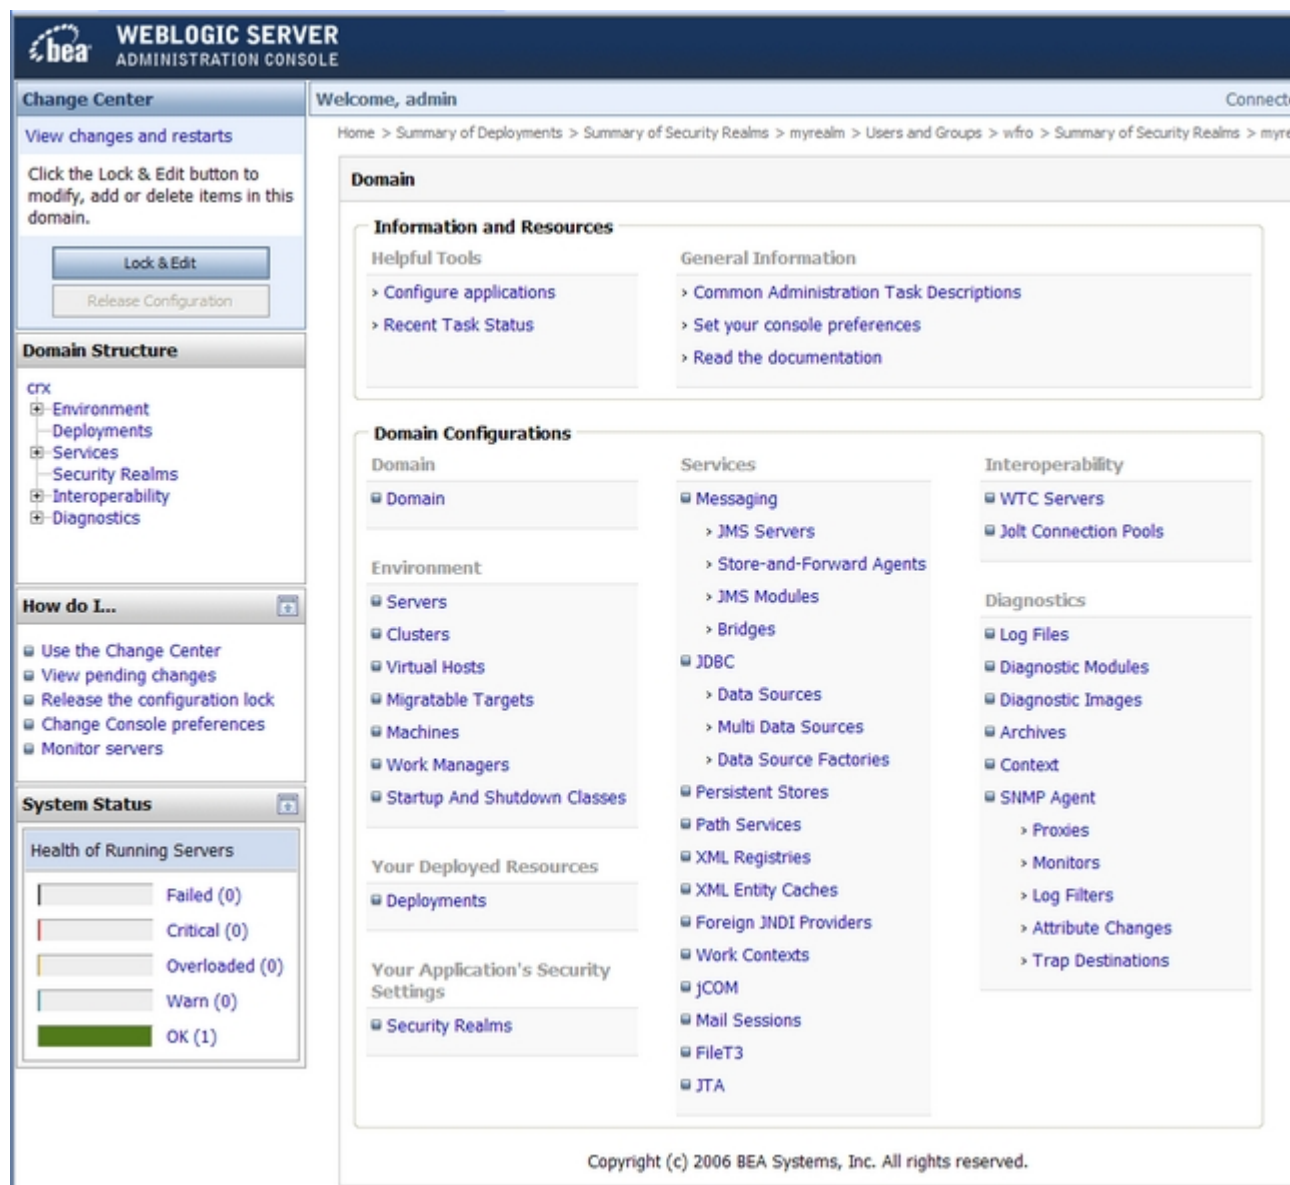 bea
WEBLOGIC SERVER
ADMINISTRATION CONSOLE
Change Center
View changes and restarts
Click the Lock & Edit button to
modify, add or delete items in this
domain.
Lock & Edit
Release Configuration
Domain Structure
crx
Environment
Deployments
Services
Security Realms
Interoperability
Diagnostics
How do I...
Use the Change Center
View pending changes
Release the configuration lock
Change Console preferences
Monitor servers
System Status
Health of Running Servers
Failed (0)
Critical (0)
Overloaded (0)
Warn (0)
OK (1)
Welcome, admin
Connecte
Home > Summary of Deployments > Summary of Security Realms > myrealm > Users and Groups > wfro > Summary of Security Realms > myre
Domain
Information and Resources
Helpful Tools
› Configure applications
› Recent Task Status
General Information
› Common Administration Task Descriptions
› Set your console preferences
› Read the documentation
Domain Configurations
Domain
Domain
Environment
Servers
Clusters
Virtual Hosts
Migratable Targets
Machines
Work Managers
Startup And Shutdown Classes
Your Deployed Resources
Deployments
Your Application's Security
Settings
Security Realms
Services
Messaging
› JMS Servers
› Store-and-Forward Agents
› JMS Modules
› Bridges
JDBC
› Data Sources
› Multi Data Sources
› Data Source Factories
Persistent Stores
Path Services
XML Registries
XML Entity Caches
Foreign JNDI Providers
Work Contexts
jCOM
Mail Sessions
FileT3
JTA
Interoperability
WTC Servers
Jolt Connection Pools
Diagnostics
Log Files
Diagnostic Modules
Diagnostic Images
Archives
Context
SNMP Agent
› Proxies
› Monitors
› Log Filters
› Attribute Changes
› Trap Destinations
Copyright (c) 2006 BEA Systems, Inc. All rights reserved.